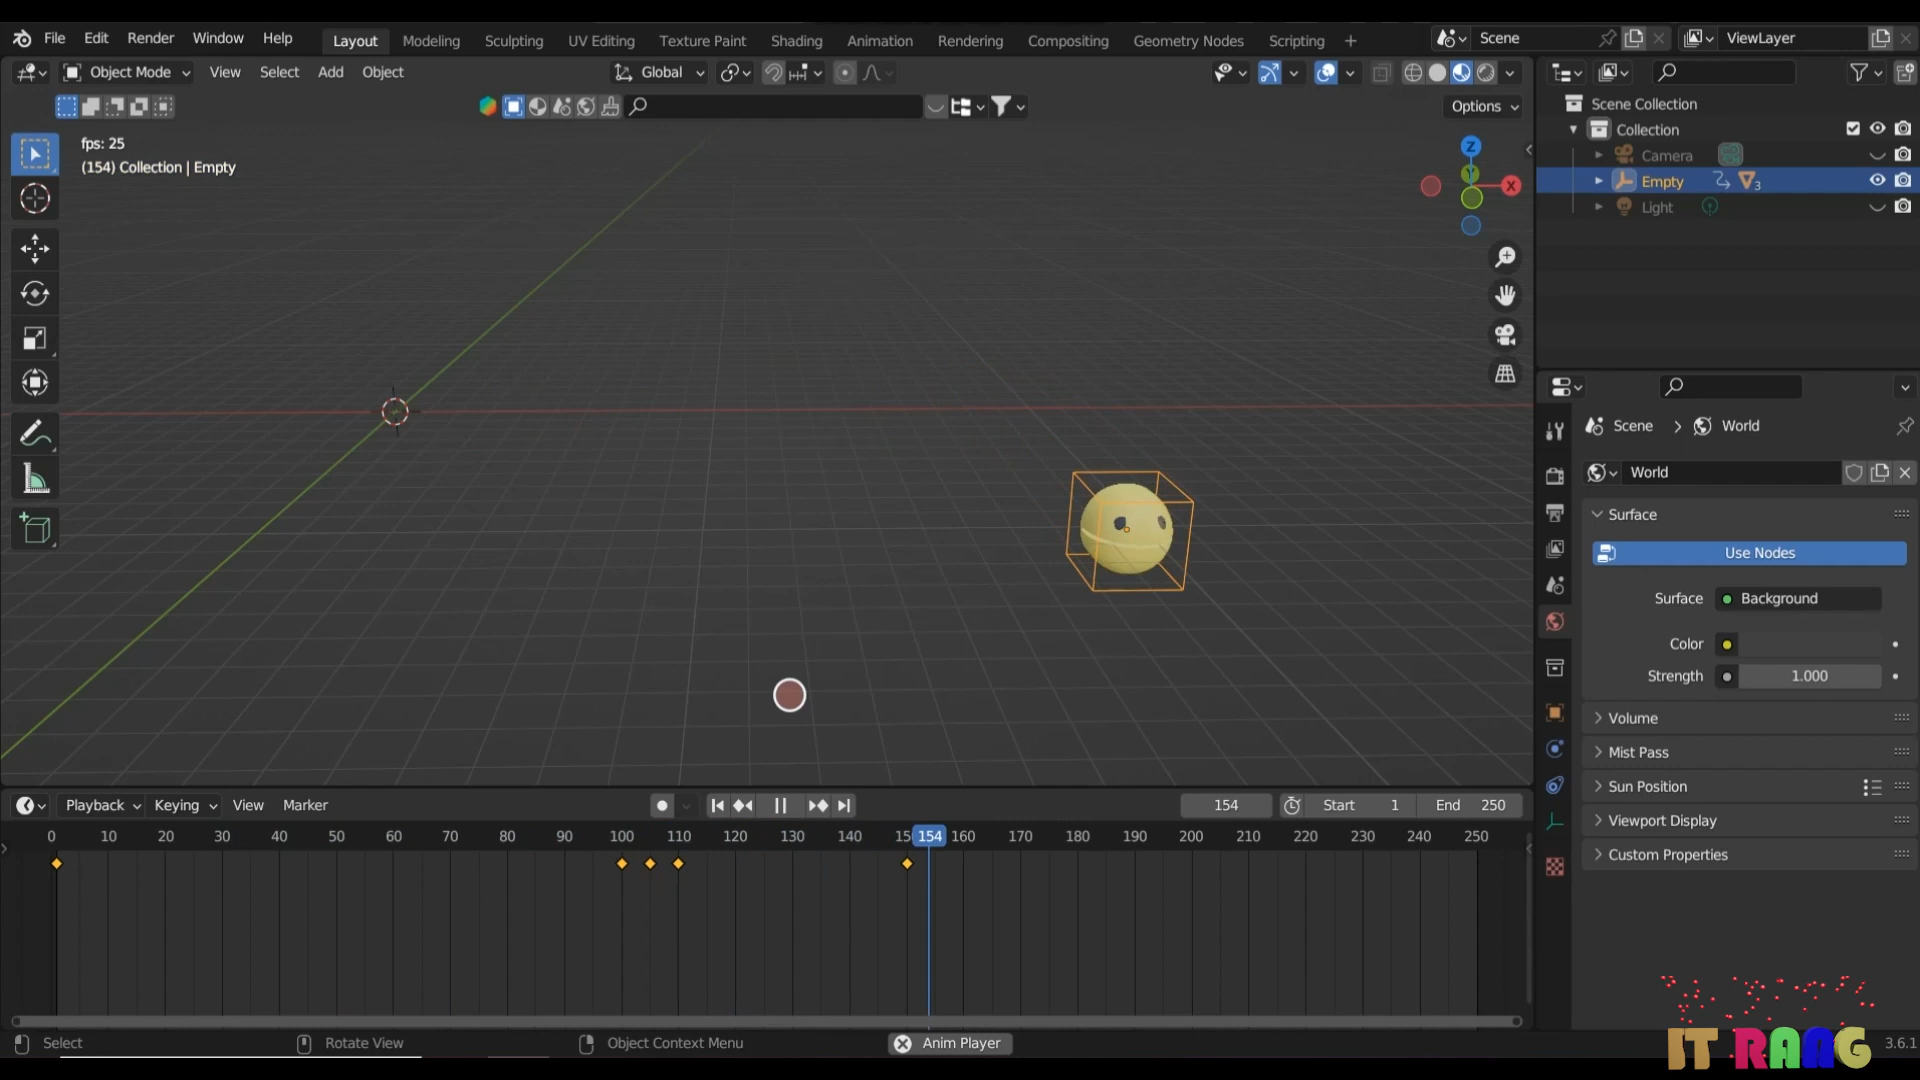 File Edit Render Window Help Layout Modeling Sculpting UV Editing Texture Paint Shading Animation Rendering Compositing Geometry Nodes Scripting + Scene ViewLayer
Object Mode View Select Add Object Global
Options
fps: 25
(154) Collection | Empty
Z
Y
X
Scene Collection
Collection
Camera
Empty 3
Light
Scene > World
World
Surface
Use Nodes
Surface Background
Color
Strength 1.000
Volume
Mist Pass
Sun Position
Viewport Display
Custom Properties
Playback Keying View Marker 154 Start 1 End 250
0 10 20 30 40 50 60 70 80 90 100 110 120 130 140 15 154 160 170 180 190 200 210 220 230 240 250
Select Rotate View Object Context Menu Anim Player 3.6.1
IT RANG